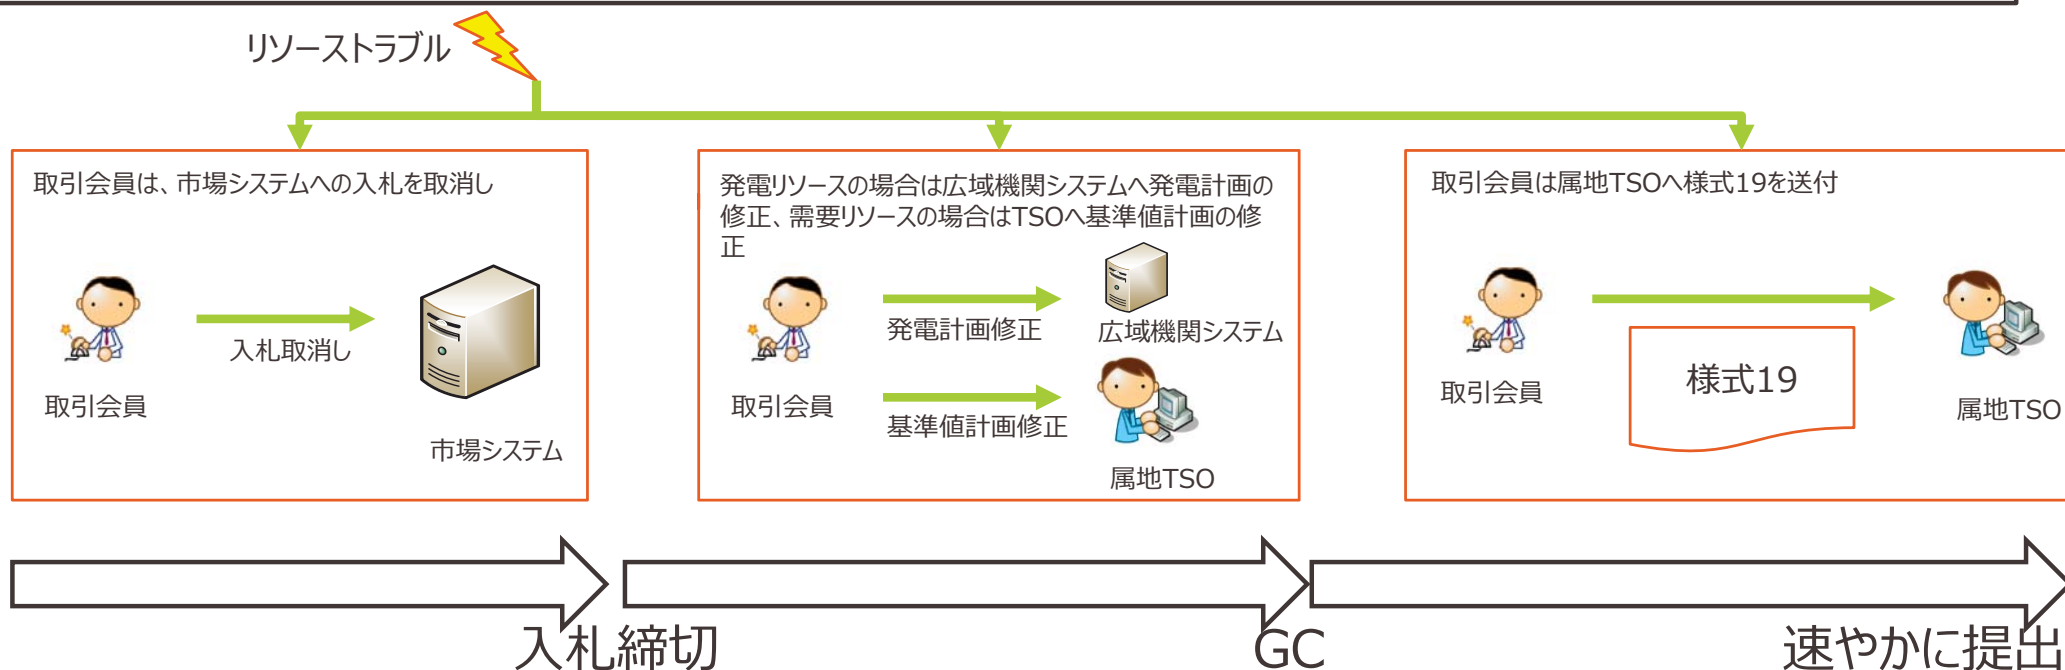 リソーストラブル
取引会員は、市場システムへの入札を取消し
入札取消し
取引会員
市場システム
発電リソースの場合は広域機関システムへ発電計画の
修正、需要リソースの場合はTSOへ基準値計画の修
正
発電計画修正
広域機関システム
取引会員
基準値計画修正
属地TSO
取引会員は属地TSOへ様式19を送付
様式19
取引会員
属地TSO
入札締切
GC
速やかに提出